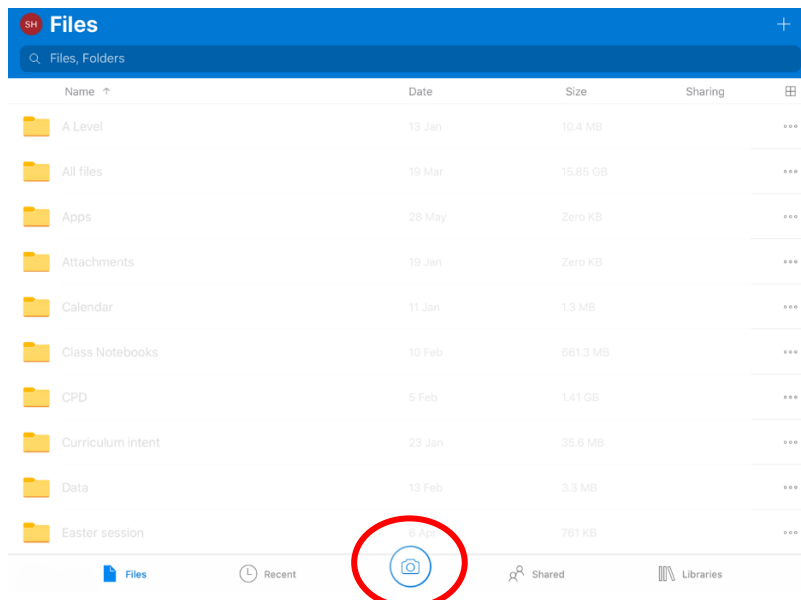 SH Files
Files, Folders
Name Date Size Sharing
A Level 13 Jan 10.4 MB
All files 19 Mar 15.85 GB
Apps 28 May Zero KB
Attachments 19 Jan Zero KB
Calendar 11 Jan 1.3 MB
Class Notebooks 10 Feb 661.3 MB
CPD 5 Feb 1.41 GB
Curriculum intent 23 Jan 35.6 MB
Data 13 Feb 3.3 MB
Easter session 6 Apr 761 KB
Files Recent Shared Libraries